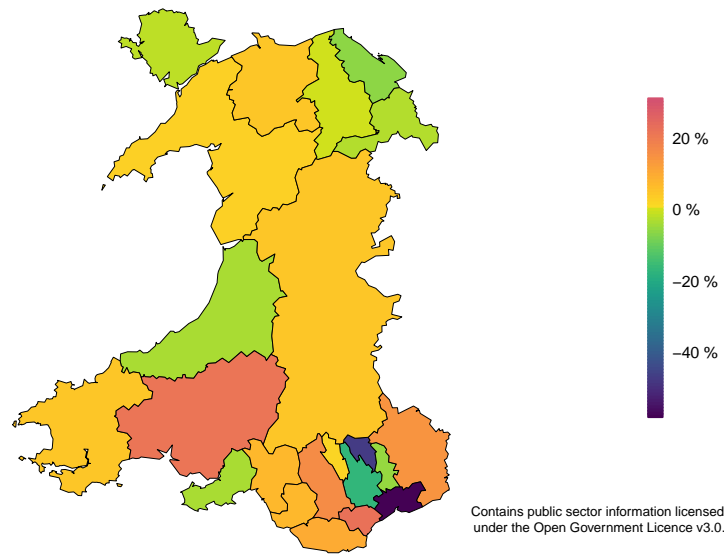 20 %
0 %
−20 %
−40 %
Contains public sector information licensed
under the Open Government Licence v3.0.